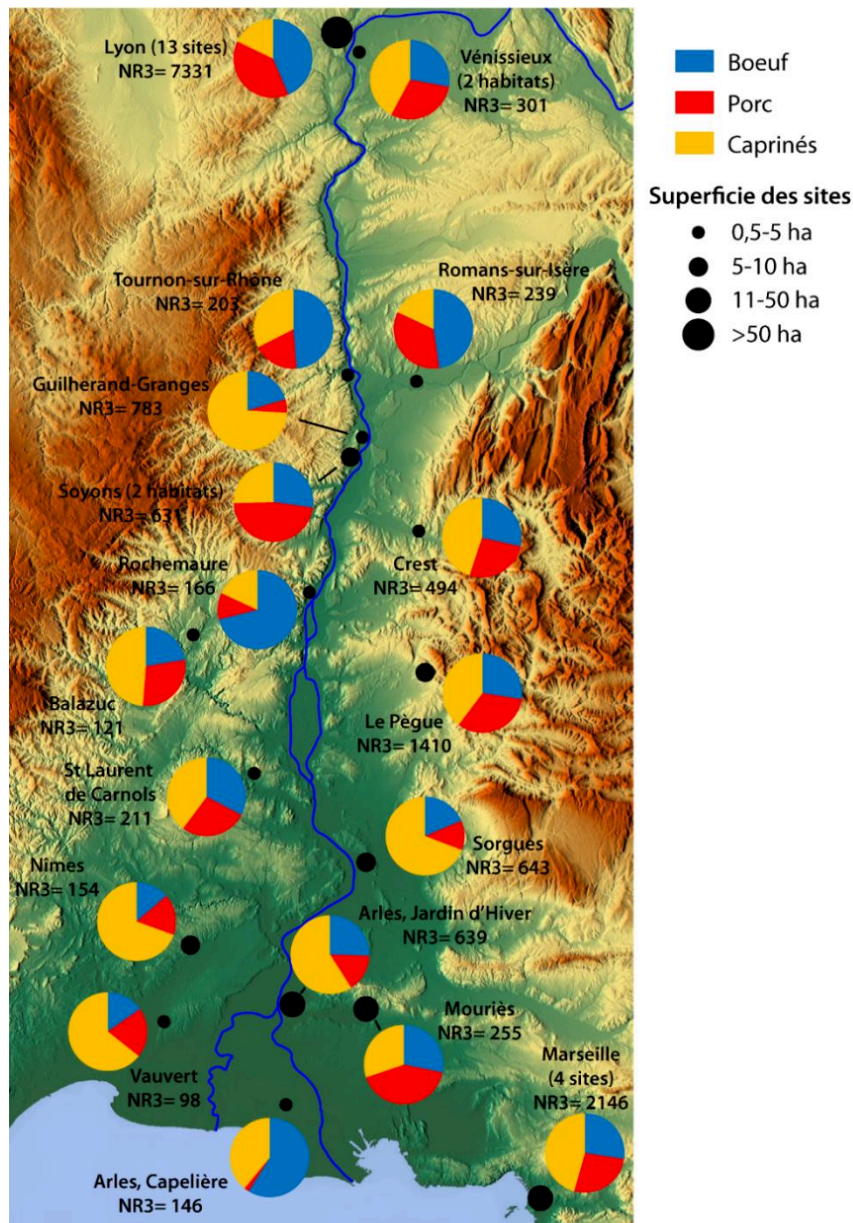 Lyon (13 sites)
NR3= 7331
Vénissieux
(2 habitats)
NR3= 301
Boeuf
Porc
Caprinés
Superficie des sites
0,5-5 ha
5-10 ha
11-50 ha
>50 ha
Tournon-sur-Rhône
NR3= 203
Romans-sur-Isère
NR3= 239
Guilherand-Granges
NR3= 783
Soyons (2 habitats)
NR3= 631
Crest
NR3= 494
Rochemaure
NR3= 166
Balazuc
NR3= 121
Le Pègue
NR3= 1410
St Laurent
de Carnols
NR3= 211
Sorgues
NR3= 643
Nîmes
NR3= 154
Arles, Jardin d'Hiver
NR3= 639
Mouriès
NR3= 255
Vauvert
NR3= 98
Marseille
(4 sites)
NR3= 2146
Arles, Capelière
NR3= 146